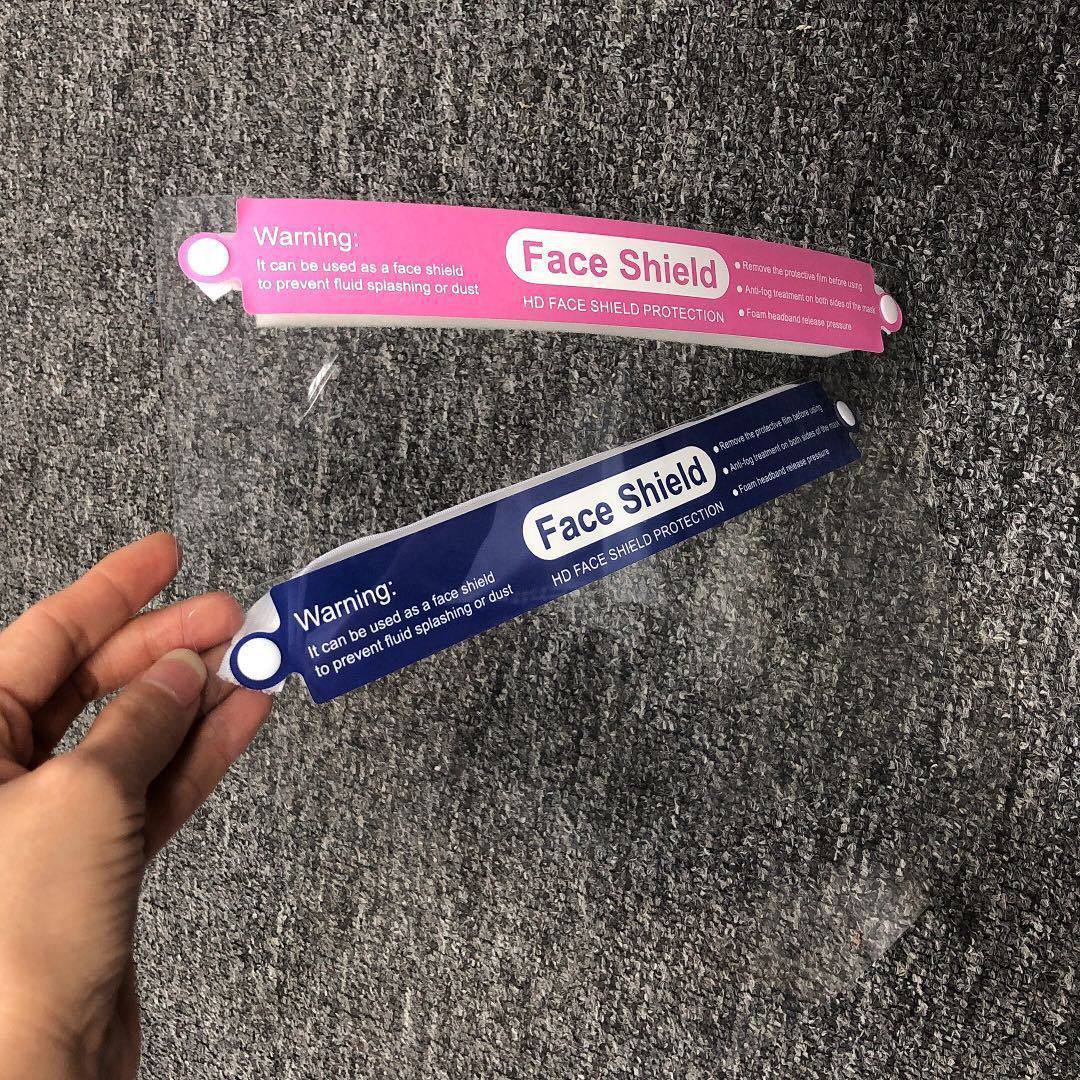 Warning:
It can be used as a face shield
to prevent fluid splashing or dust
Face Shield
HD FACE SHIELD PROTECTION
Remove the protective film before using
Anti-fog treatment on both sides of the mask
Foam headband release pressure
Warning:
It can be used as a face shield
to prevent fluid splashing or dust
Face Shield
HD FACE SHIELD PROTECTION
Remove the protective film before using
Anti-fog treatment on both sides of the mask
Foam headband release pressure